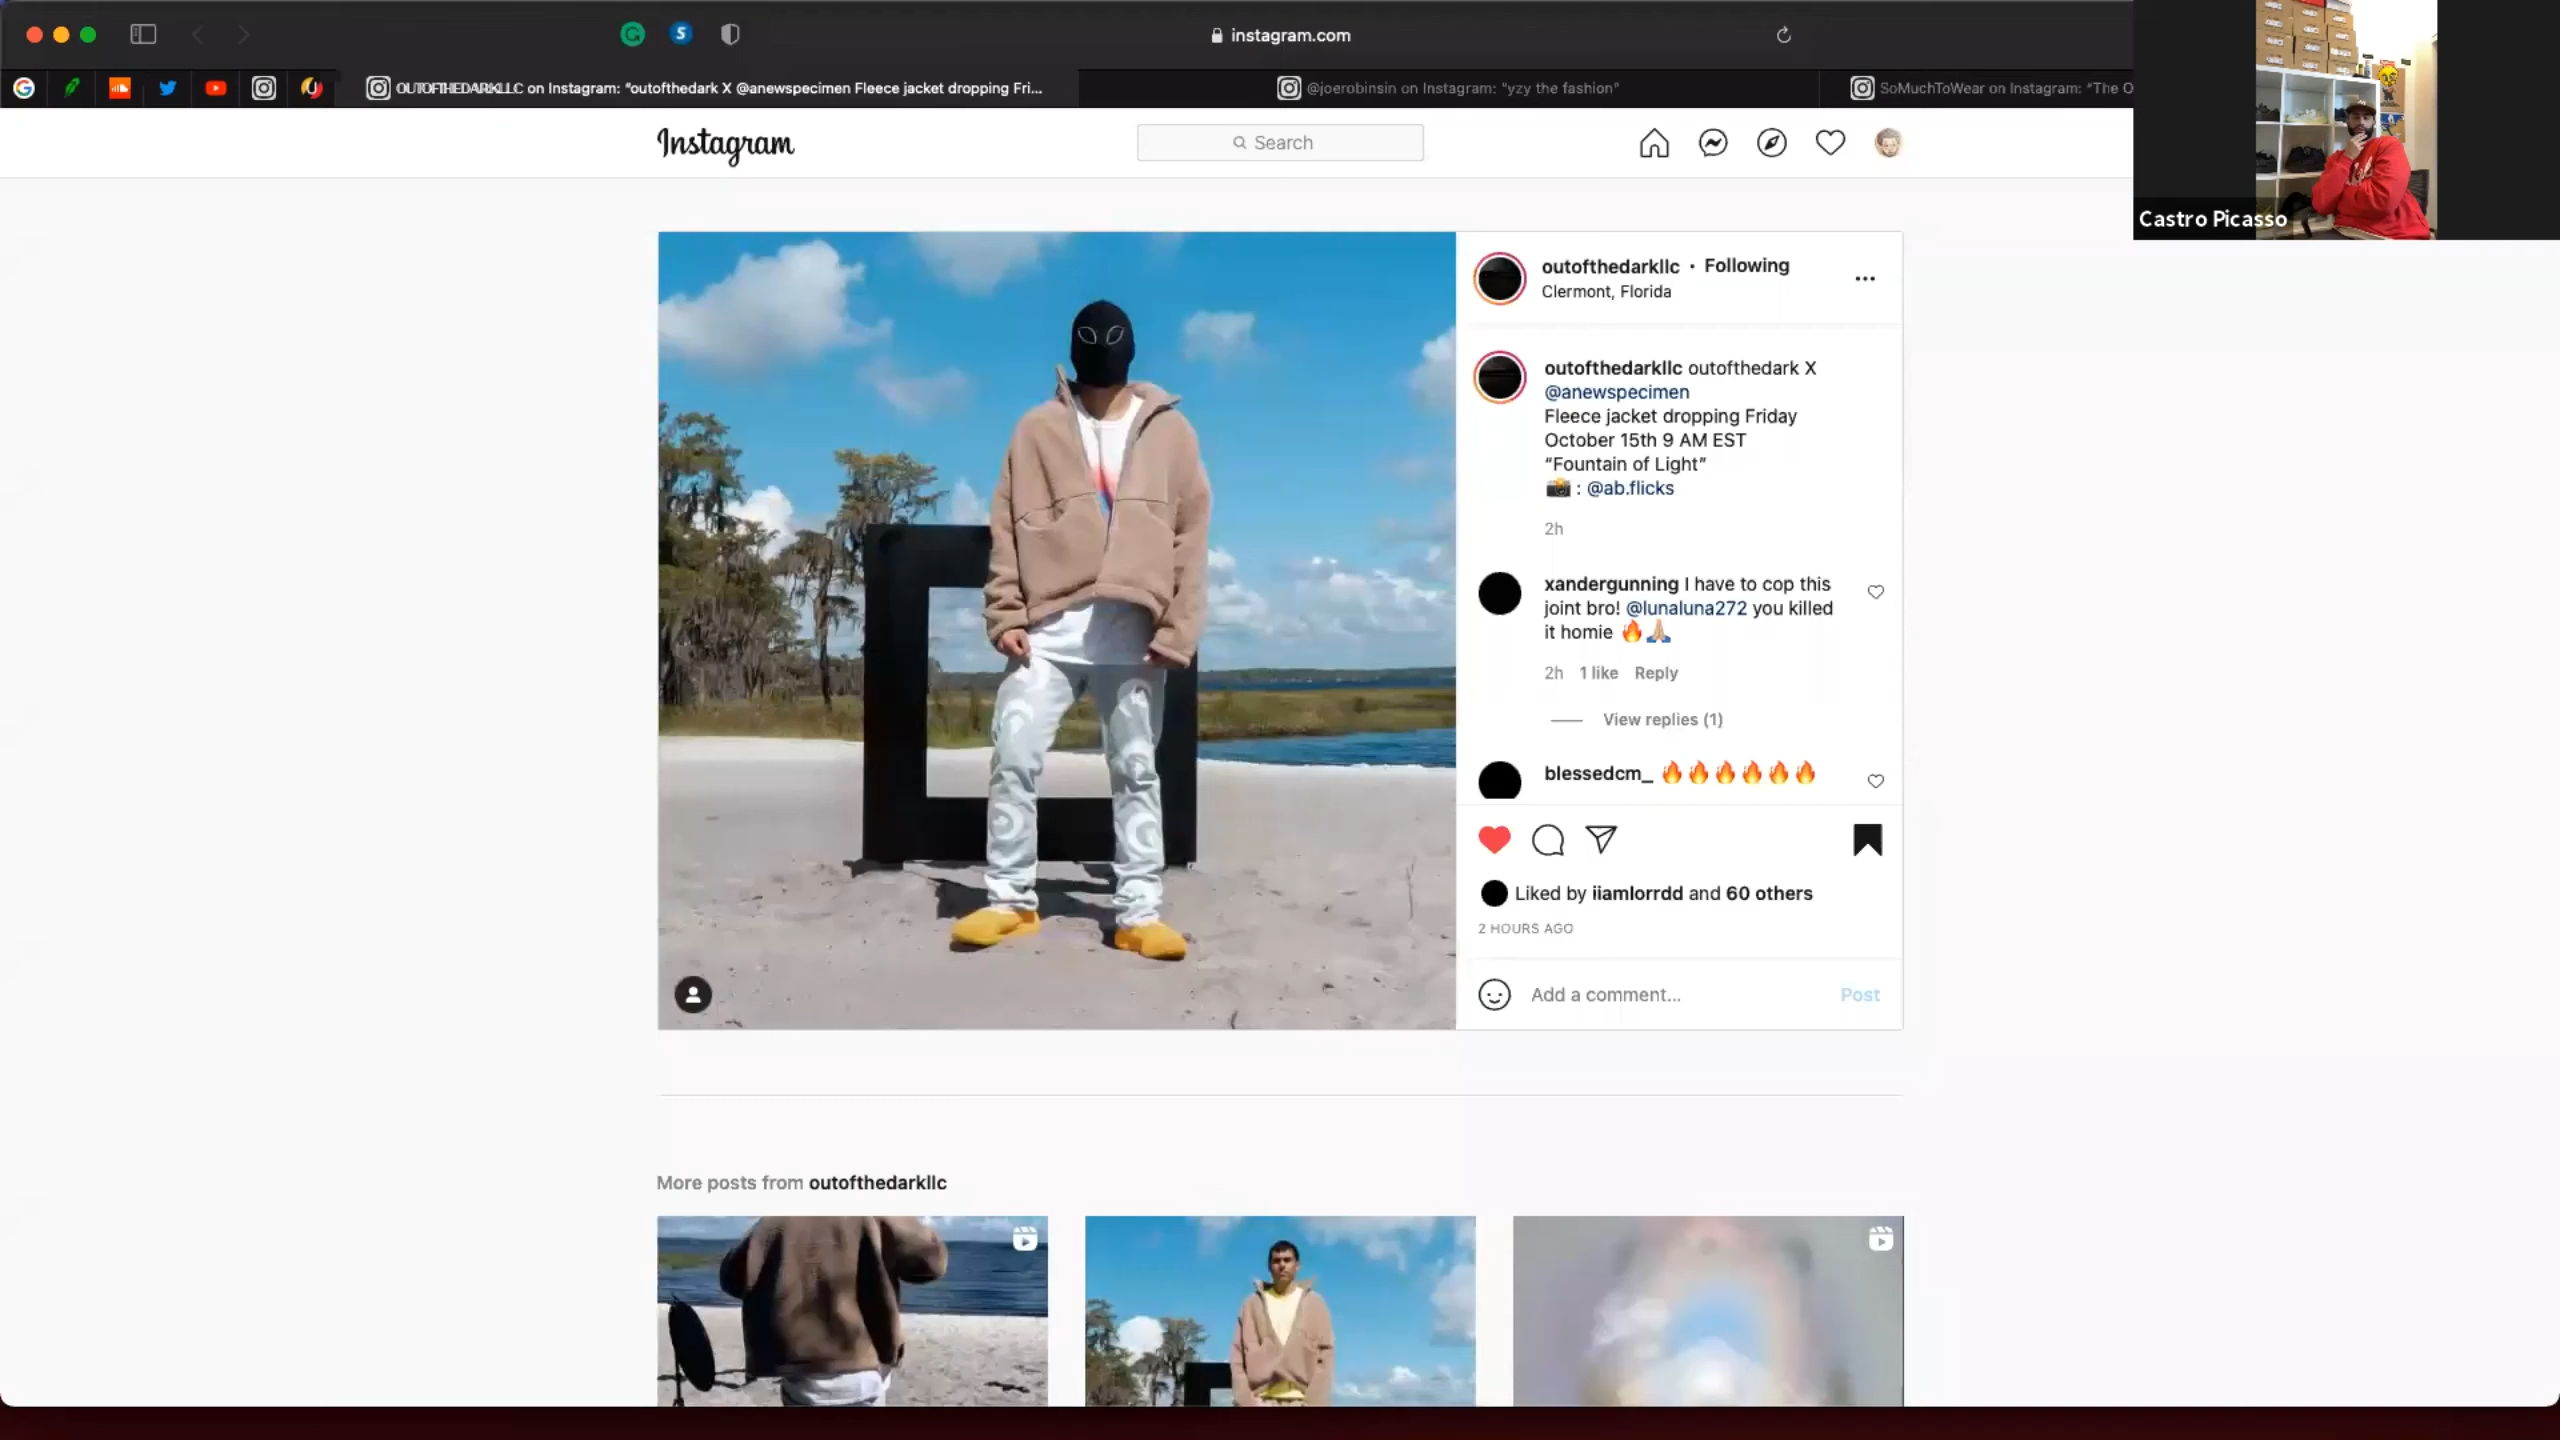 instagram.com
OUTOFTHEDARKLLC on Instagram: "outofthedark X @anewspecimen Fleece jacket dropping Fri...
@joerobinsin on Instagram: "yzy the fashion"
SoMuchToWear on Instagram: "The O
Castro Picasso
Instagram
Search
outofthedarkllc • Following
Clermont, Florida
outofthedarkllc outofthedark X
@anewspecimen
Fleece jacket dropping Friday
October 15th 9 AM EST
“Fountain of Light”
📸 : @ab.flicks
2h
xandergunning I have to cop this
joint bro! @lunaluna272 you killed
it homie 🔥🙏🏼
2h 1 like Reply
View replies (1)
blessedcm_ 🔥🔥🔥🔥🔥🔥
Liked by iiamlorrdd and 60 others
2 HOURS AGO
Add a comment... Post
More posts from outofthedarkllc